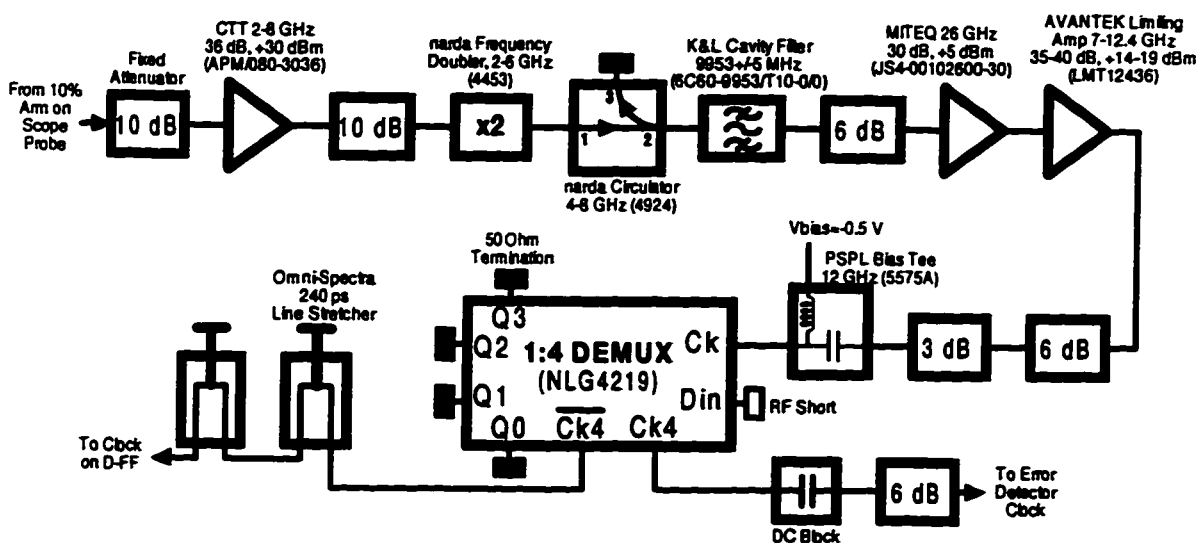 CTT 2-8 GHz
36 dB, +30 dBm
(APM/080-3036)
Fixed
Attenuator
From 10%
Arm on
Scope
Probe
10 dB
10 dB
narda Frequency
Doubler, 2-6 GHz
(4453)
x2
3
1
2
narda Circulator
4-8 GHz (4924)
K&L Cavity Filter
9953+/-5 MHz
(6C60-9953/T10-0/0)
6 dB
MITEQ 26 GHz
30 dB, +5 dBm
(JS4-00102600-30)
AVANTEK Limiting
Amp 7-12.4 GHz
35-40 dB, +14-19 dBm
(LMT12436)
Vbias=-0.5 V
PSPL Bias Tee
12 GHz (5575A)
3 dB
6 dB
50 Ohm
Termination
Omni-Spectra
240 ps
Line Stretcher
Q3
Q2
1:4 DEMUX
(NLG4219)
Ck
Q1
Din
RF Short
Q0
Ck4
Ck4
To Clock
on D-FF
DC Block
6 dB
To Error
Detector
Clock